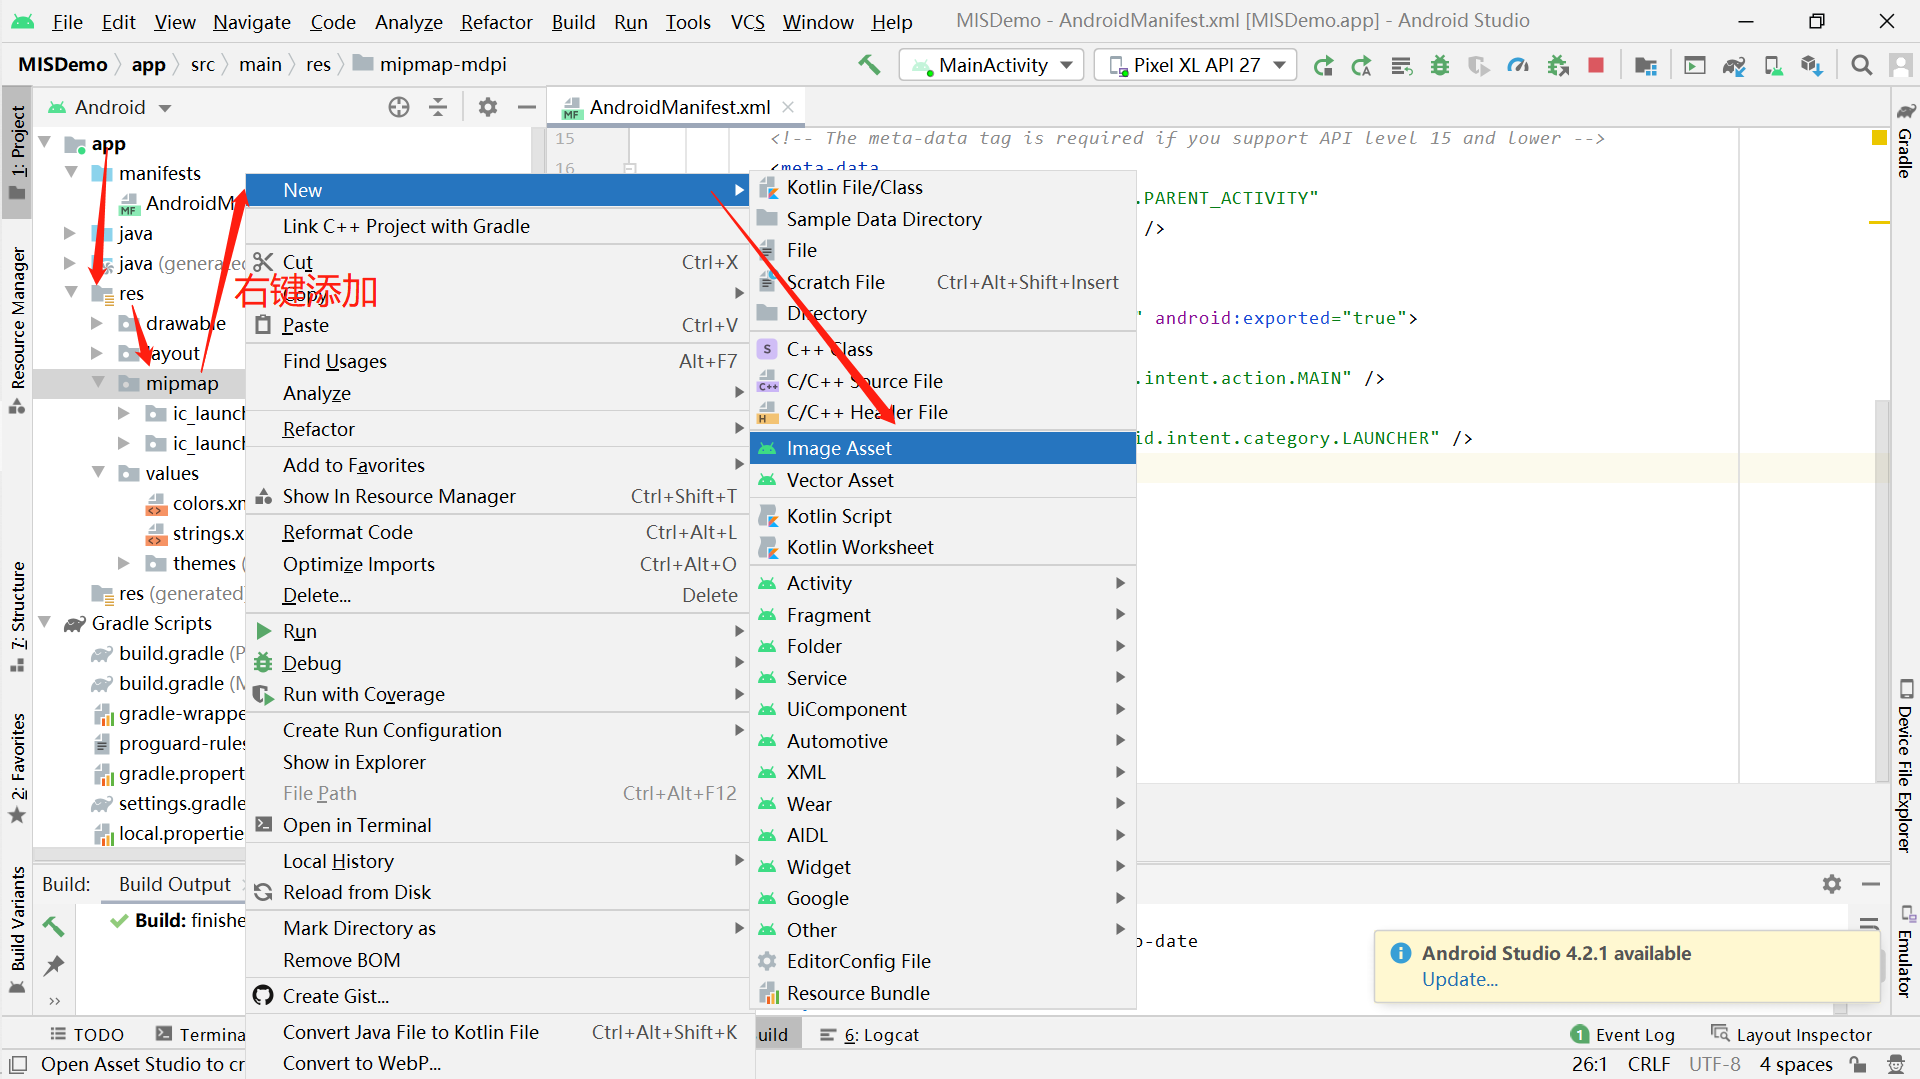 File Edit View Navigate Code Analyze Refactor Build Run Tools VCS Window Help MISDemo - AndroidManifest.xml [MISDemo.app] - Android Studio
MISDemo app src main res mipmap-mdpi MainActivity Pixel XL API 27
Android AndroidManifest.xml
1: Project
Resource Manager
7: Structure
2: Favorites
Build Variants
app
manifests
AndroidM
java
java (generated
res
drawable
layout
mipmap
ic_launch
ic_launch
values
colors.xm
strings.x
themes (
res (generated)
Gradle Scripts
build.gradle (P
build.gradle (M
gradle-wrappe
proguard-rules
gradle.propert
settings.gradle
local.propertie
右键添加
New
Link C++ Project with Gradle
Cut Ctrl+X
Copy
Paste Ctrl+V
Find Usages Alt+F7
Analyze
Refactor
Add to Favorites
Show In Resource Manager Ctrl+Shift+T
Reformat Code Ctrl+Alt+L
Optimize Imports Ctrl+Alt+O
Delete... Delete
Run
Debug
Run with Coverage
Create Run Configuration
Show in Explorer
File Path Ctrl+Alt+F12
Open in Terminal
Local History
Reload from Disk
Mark Directory as
Remove BOM
Create Gist...
Convert Java File to Kotlin File Ctrl+Alt+Shift+K
Convert to WebP...
Kotlin File/Class
Sample Data Directory
File
Scratch File Ctrl+Alt+Shift+Insert
Directory
C++ Class
C/C++ Source File
C/C++ Header File
Image Asset
Vector Asset
Kotlin Script
Kotlin Worksheet
Activity
Fragment
Folder
Service
UiComponent
Automotive
XML
Wear
AIDL
Widget
Google
Other
EditorConfig File
Resource Bundle
15 <!-- The meta-data tag is required if you support API level 15 and lower -->
16 <meta-data
.PARENT_ACTIVITY"
/>
" android:exported="true">
.intent.action.MAIN" />
id.intent.category.LAUNCHER" />
Gradle
Device File Explorer
Emulator
Build: Build Output
Build: finishe
o-date
Android Studio 4.2.1 available
Update...
TODO Termina uild 6: Logcat 1 Event Log Layout Inspector
Open Asset Studio to cr 26:1 CRLF UTF-8 4 spaces